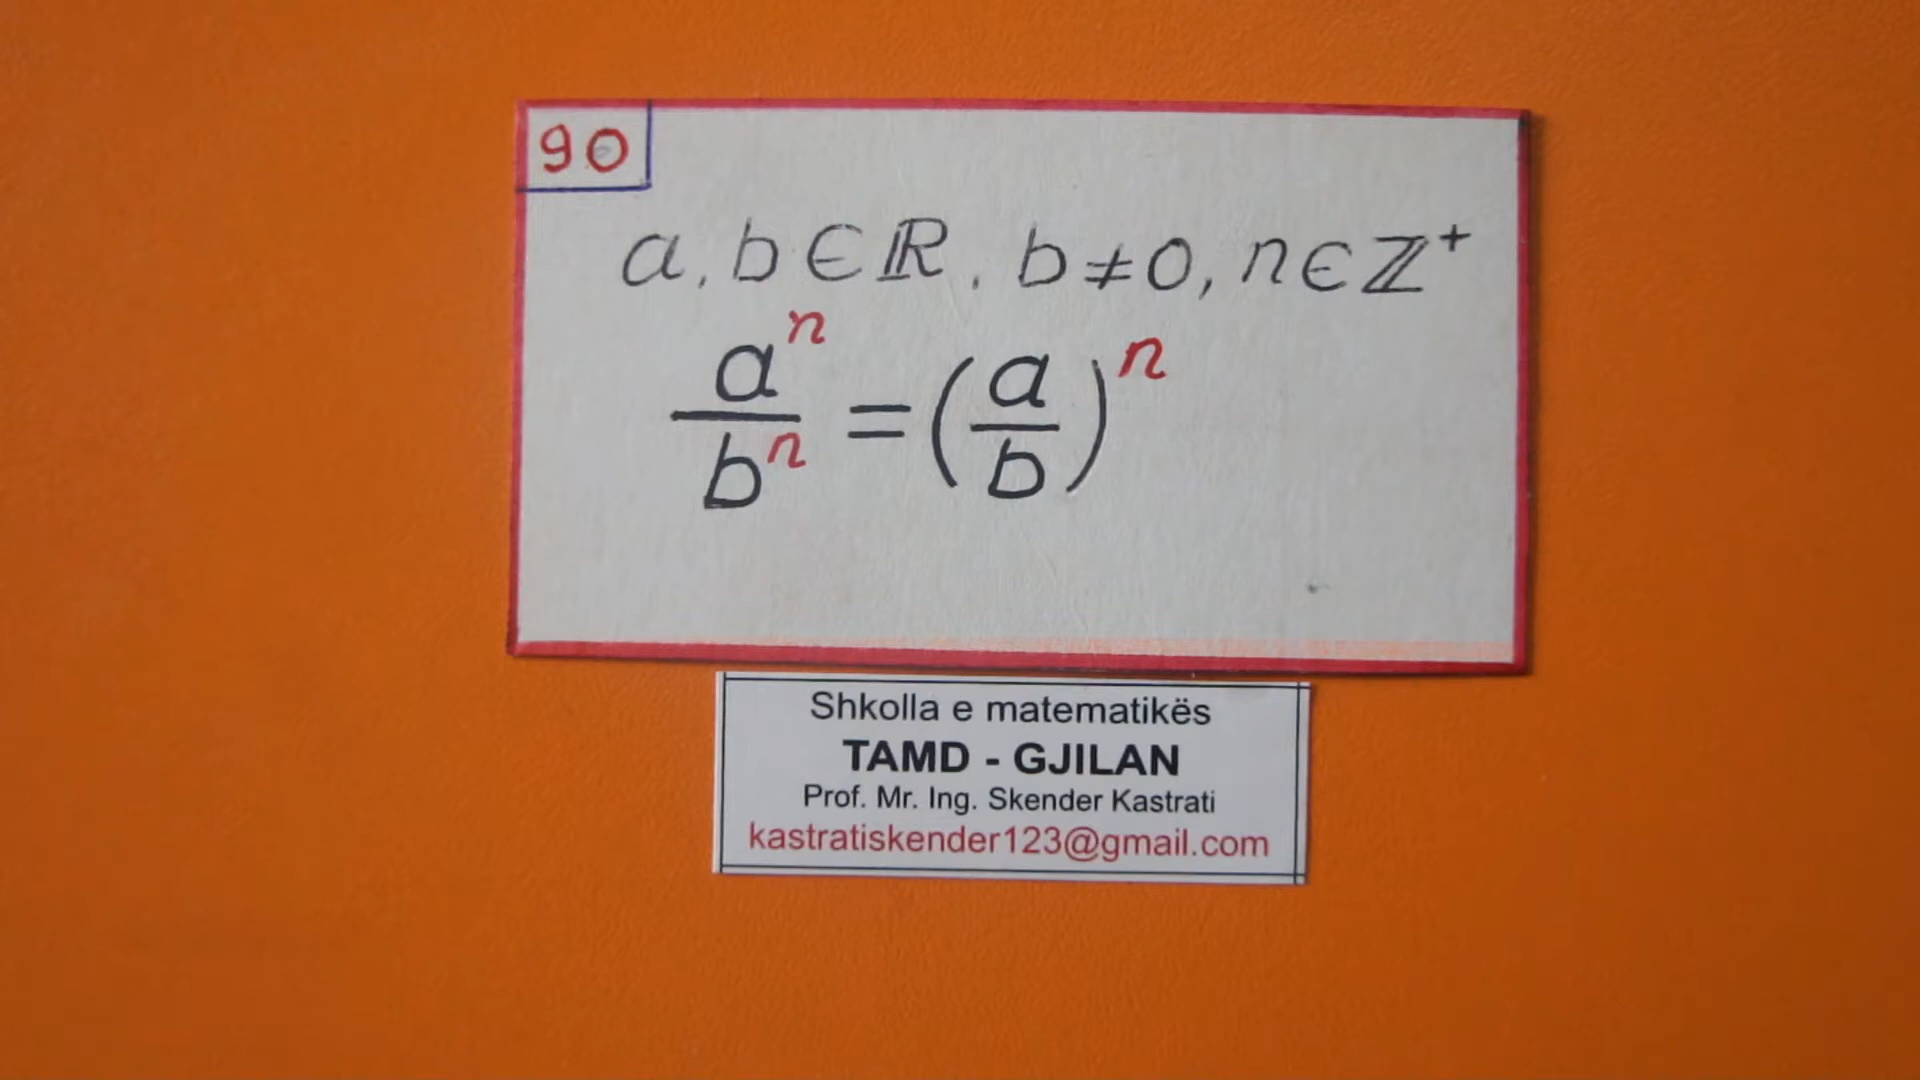 90
a, b ∈ ℝ, b ≠ 0, n ∈ ℤ⁺
aⁿ/bⁿ = (a/b)ⁿ
Shkolla e matematikës
TAMD - GJILAN
Prof. Mr. Ing. Skender Kastrati
kastratiskender123@gmail.com